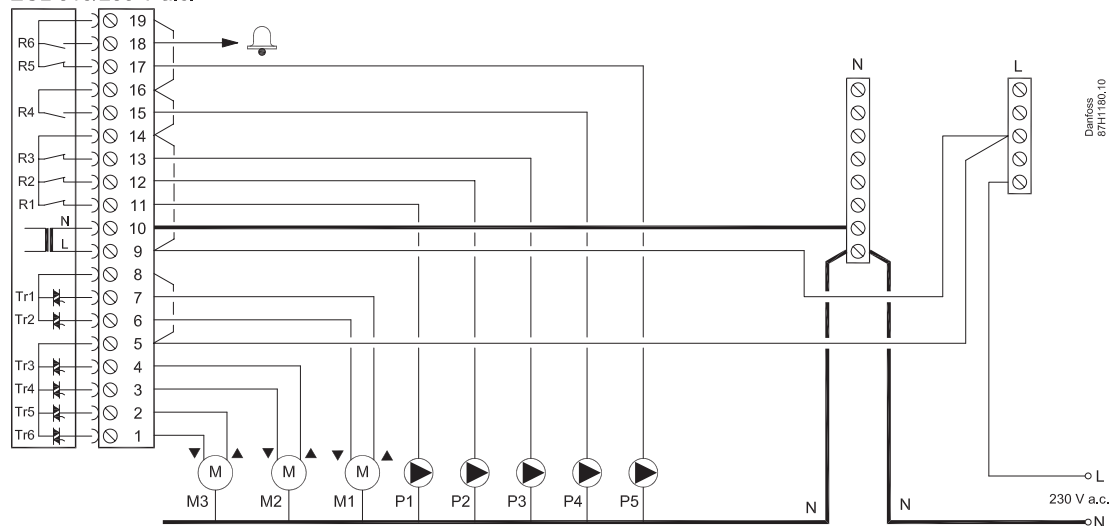 19
R6 18
R5 17
16
R4 15
14
R3 13
R2 12
R1 11
N 10
L 9
8
Tr1 7
Tr2 6
5
Tr3 4
Tr4 3
Tr5 2
Tr6 1
N
L
Danfoss
87H1180.10
M M M
M3 M2 M1 P1 P2 P3 P4 P5
N N
L
230 V a.c.
N